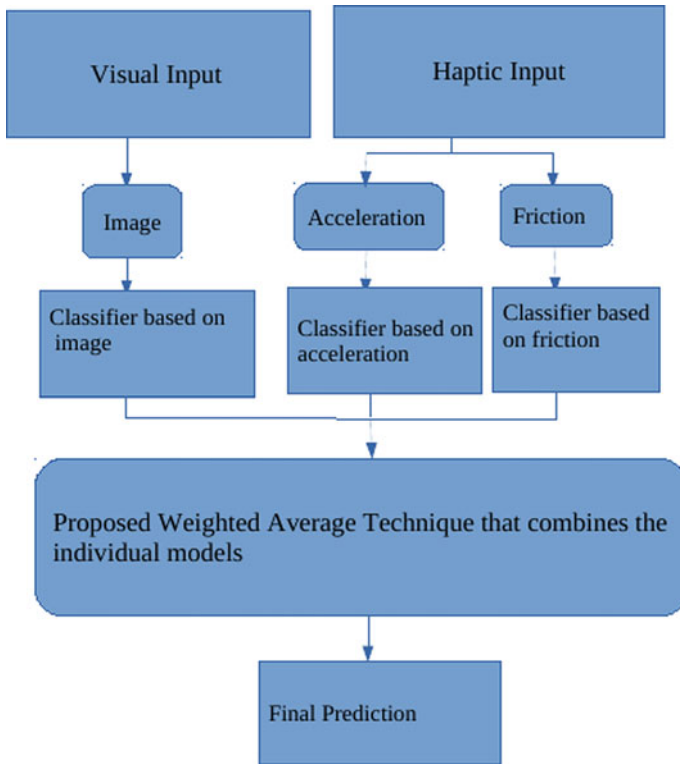 Visual Input
Haptic Input
Image
Acceleration
Friction
Classifier based on
image
Classifier based on
acceleration
Classifier based
on friction
Proposed Weighted Average Technique that combines the
individual models
Final Prediction